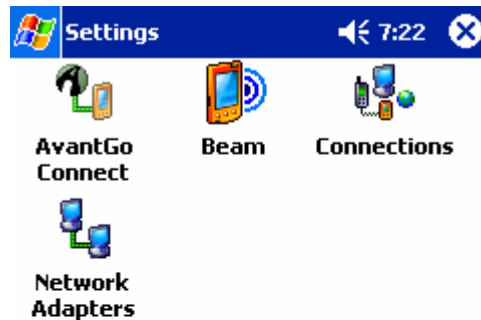 Settings 7:22
AvantGo Beam Connections
Connect
Network
Adapters